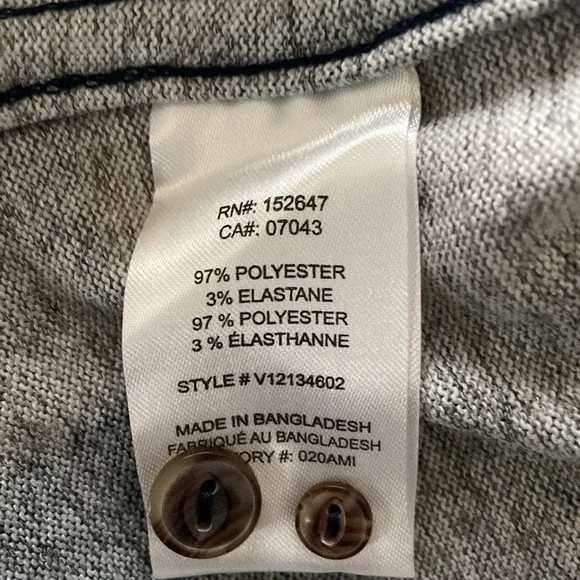 RN#: 152647
CA#: 07043
97% POLYESTER
3% ELASTANE
97 % POLYESTER
3 % ÉLASTHANNE
STYLE # V12134602
MADE IN BANGLADESH
FABRIQUÉ AU BANGLADESH
ORY #: 020AMI